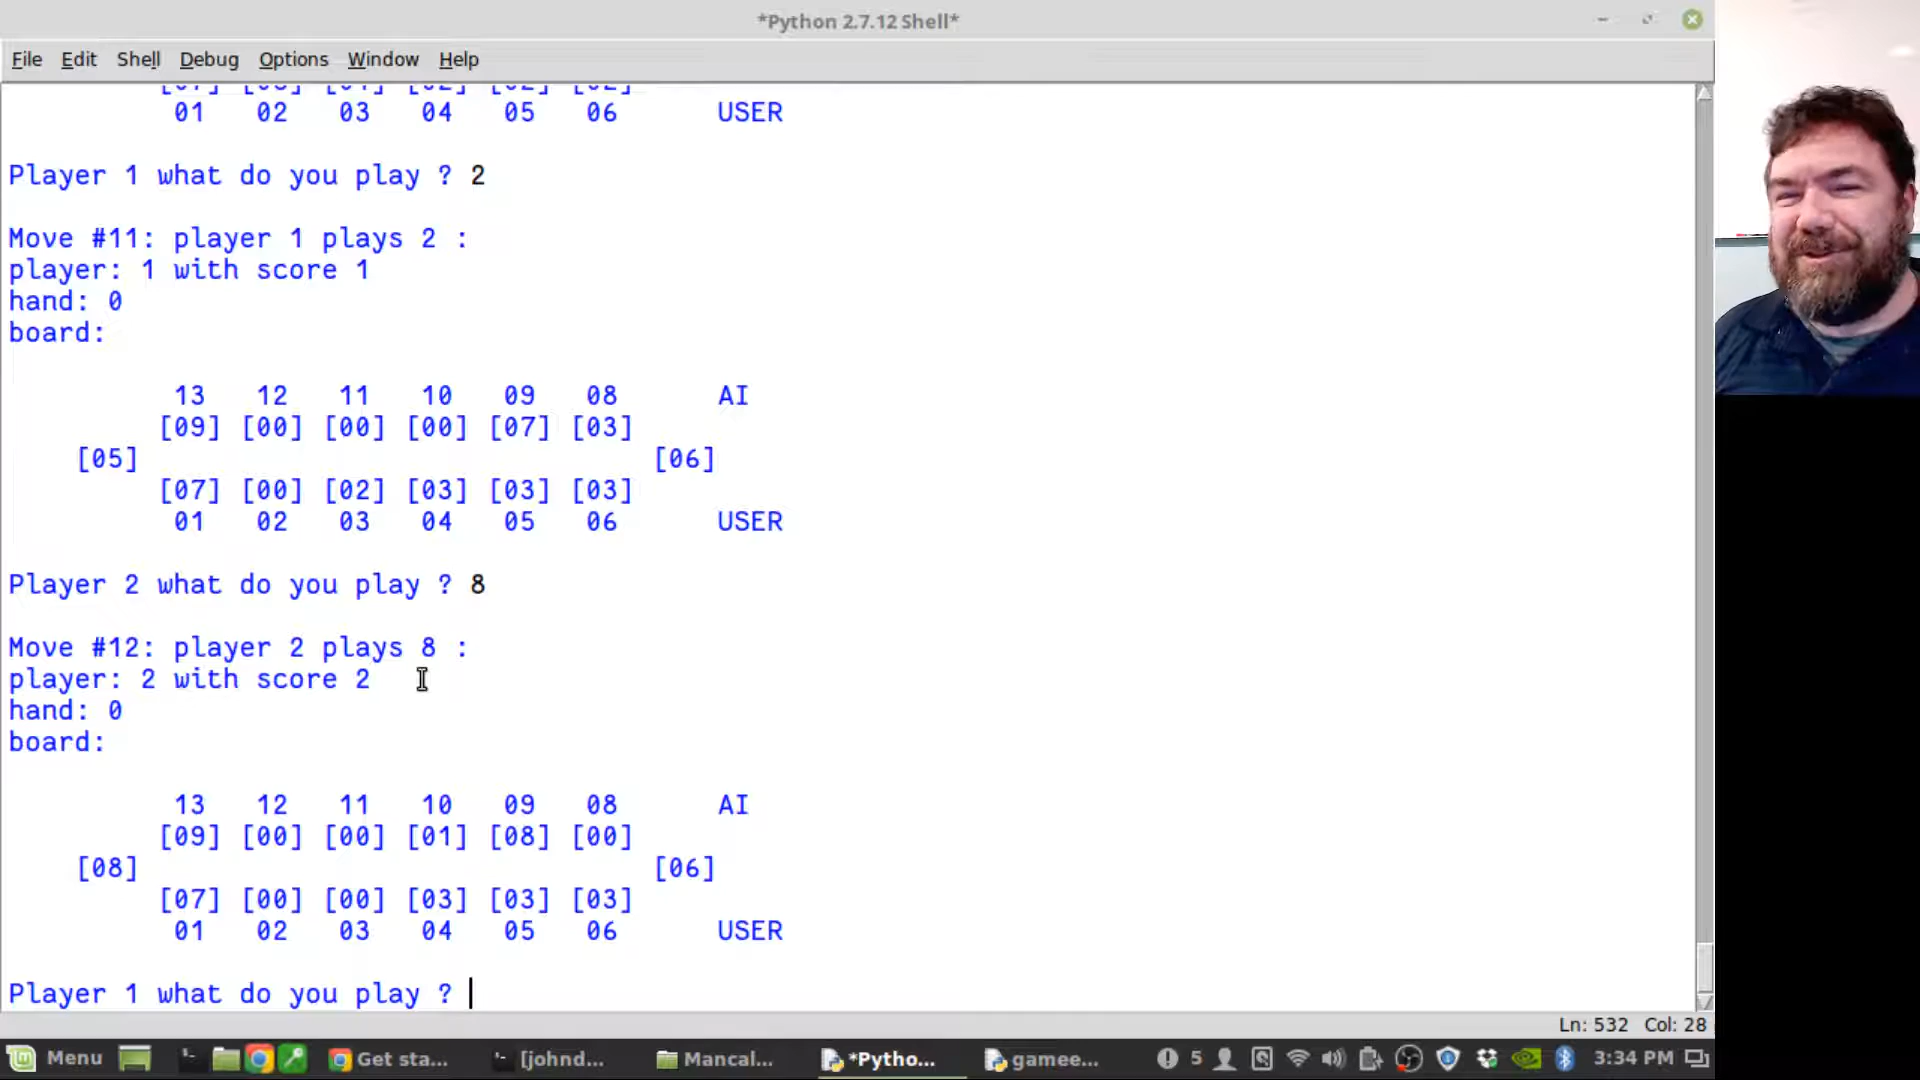 *Python 2.7.12 Shell*
File Edit Shell Debug Options Window Help
01 02 03 04 05 06 USER
Player 1 what do you play ? 2
Move #11: player 1 plays 2 :
player: 1 with score 1
hand: 0
board:
13 12 11 10 09 08 AI
[09] [00] [00] [00] [07] [03]
[05] [06]
[07] [00] [02] [03] [03] [03]
01 02 03 04 05 06 USER
Player 2 what do you play ? 8
Move #12: player 2 plays 8 :
player: 2 with score 2
hand: 0
board:
13 12 11 10 09 08 AI
[09] [00] [00] [01] [08] [00]
[08] [06]
[07] [00] [00] [03] [03] [03]
01 02 03 04 05 06 USER
Player 1 what do you play ?
Ln: 532 Col: 28
Menu Get sta... [johnd... Mancal... *Pytho... gamee... 5 3:34 PM